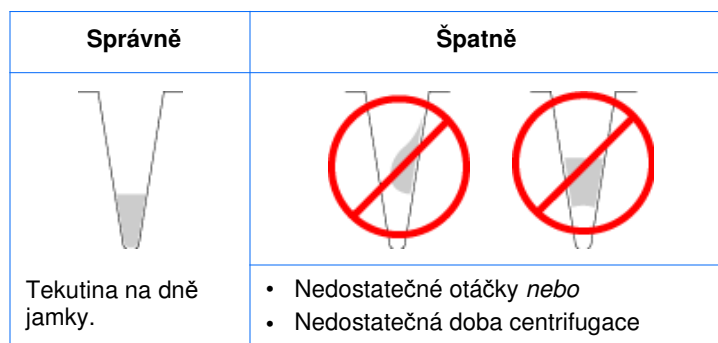 Správně
Špatně
Tekutina na dně
jamky.
• Nedostatečné otáčky nebo
• Nedostatečná doba centrifugace